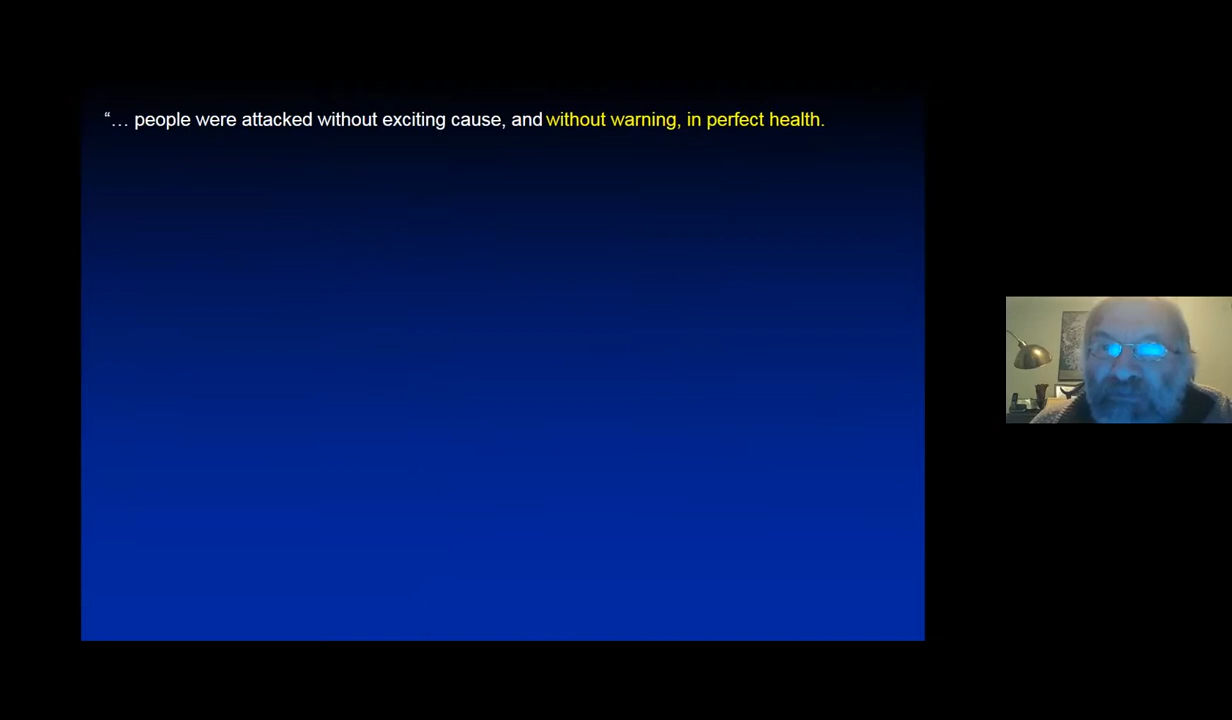 “… people were attacked without exciting cause, and without warning, in perfect health.